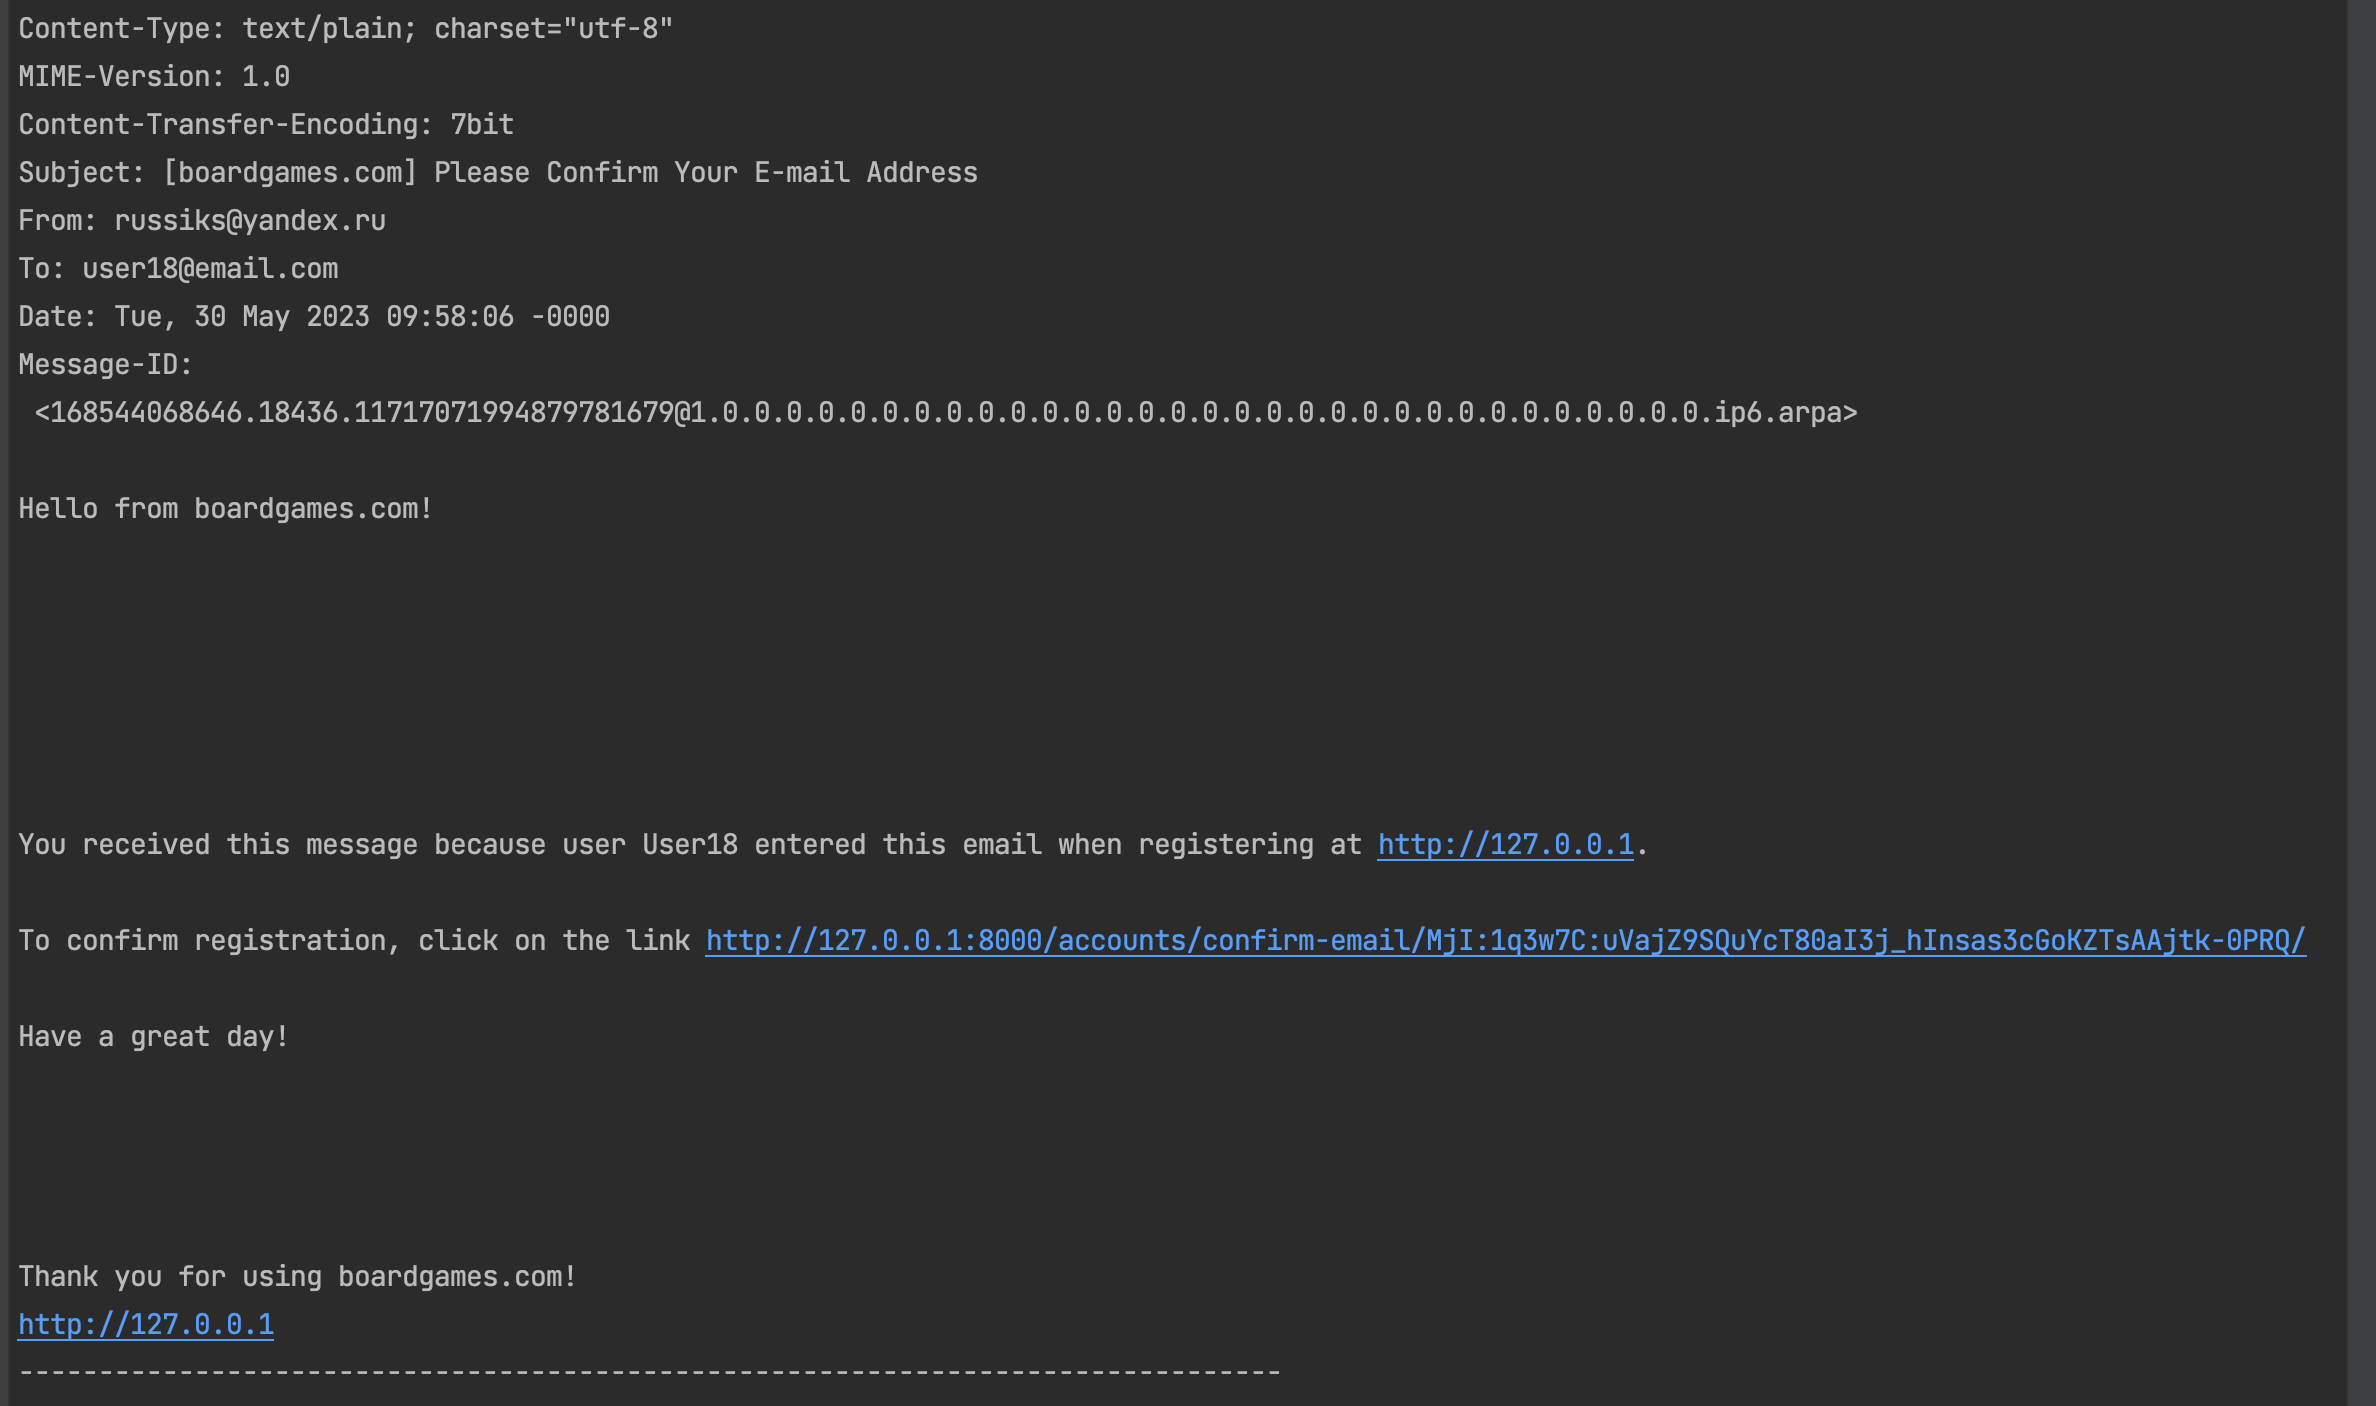 Content-Type: text/plain; charset="utf-8"
MIME-Version: 1.0
Content-Transfer-Encoding: 7bit
Subject: [boardgames.com] Please Confirm Your E-mail Address
From: russiks@yandex.ru
To: user18@email.com
Date: Tue, 30 May 2023 09:58:06 -0000
Message-ID:
<168544068646.18436.11717071994879781679@1.0.0.0.0.0.0.0.0.0.0.0.0.0.0.0.0.0.0.0.0.0.0.0.0.0.0.0.0.0.0.0.ip6.arpa>
Hello from boardgames.com!
You received this message because user User18 entered this email when registering at http://127.0.0.1.
To confirm registration, click on the link http://127.0.0.1:8000/accounts/confirm-email/MjI:1q3w7C:uVajZ9SQuYcT80aI3j_hInsas3cGoKZTsAAjtk-0PRQ/
Have a great day!
Thank you for using boardgames.com!
http://127.0.0.1
-------------------------------------------------------------------------------